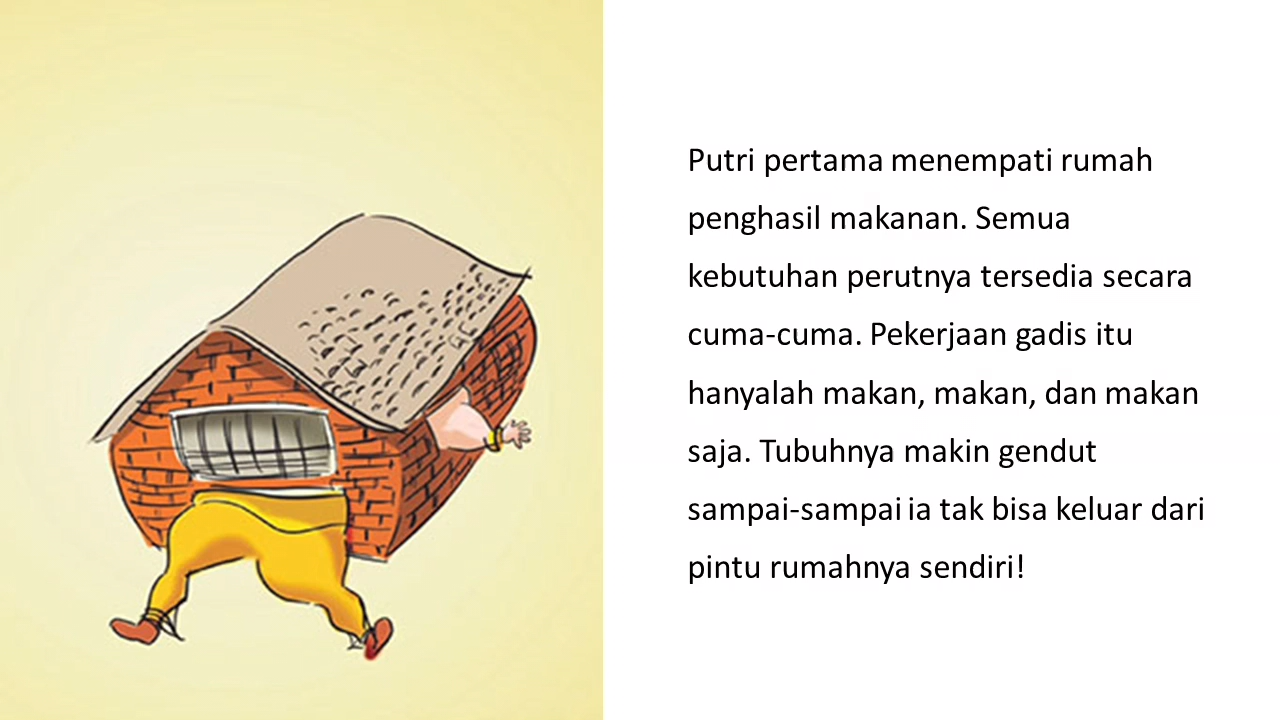 Putri pertama menempati rumah
penghasil makanan. Semua
kebutuhan perutnya tersedia secara
cuma-cuma. Pekerjaan gadis itu
hanyalah makan, makan, dan makan
saja. Tubuhnya makin gendut
sampai-sampai ia tak bisa keluar dari
pintu rumahnya sendiri!